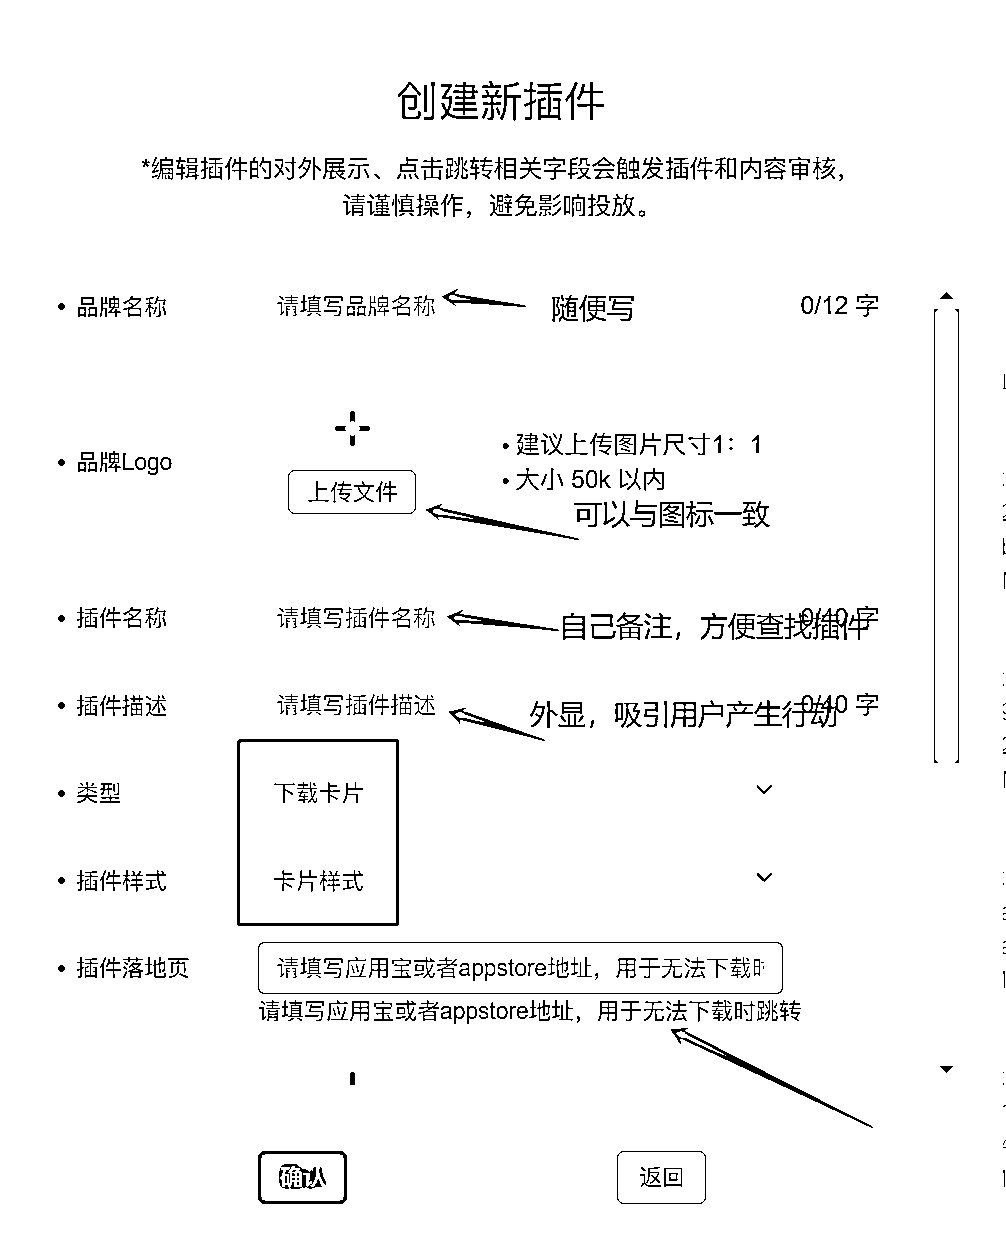 创建新插件
*编辑插件的对外展示、点击跳转相关字段会触发插件和内容审核，
请谨慎操作，避免影响投放。
• 品牌名称 请填写品牌名称 随便写 0/12 字
• 建议上传图片尺寸1：1
• 品牌Logo
上传文件
• 大小 50k 以内
可以与图标一致
• 插件名称 请填写插件名称 自己备注，方便查找插件 0/40 字
• 插件描述 请填写插件描述 外显，吸引用户产生行动 0/40 字
• 类型 下载卡片
• 插件样式 卡片样式
• 插件落地页 请填写应用宝或者appstore地址，用于无法下载
请填写应用宝或者appstore地址，用于无法下载时跳转
确认 返回